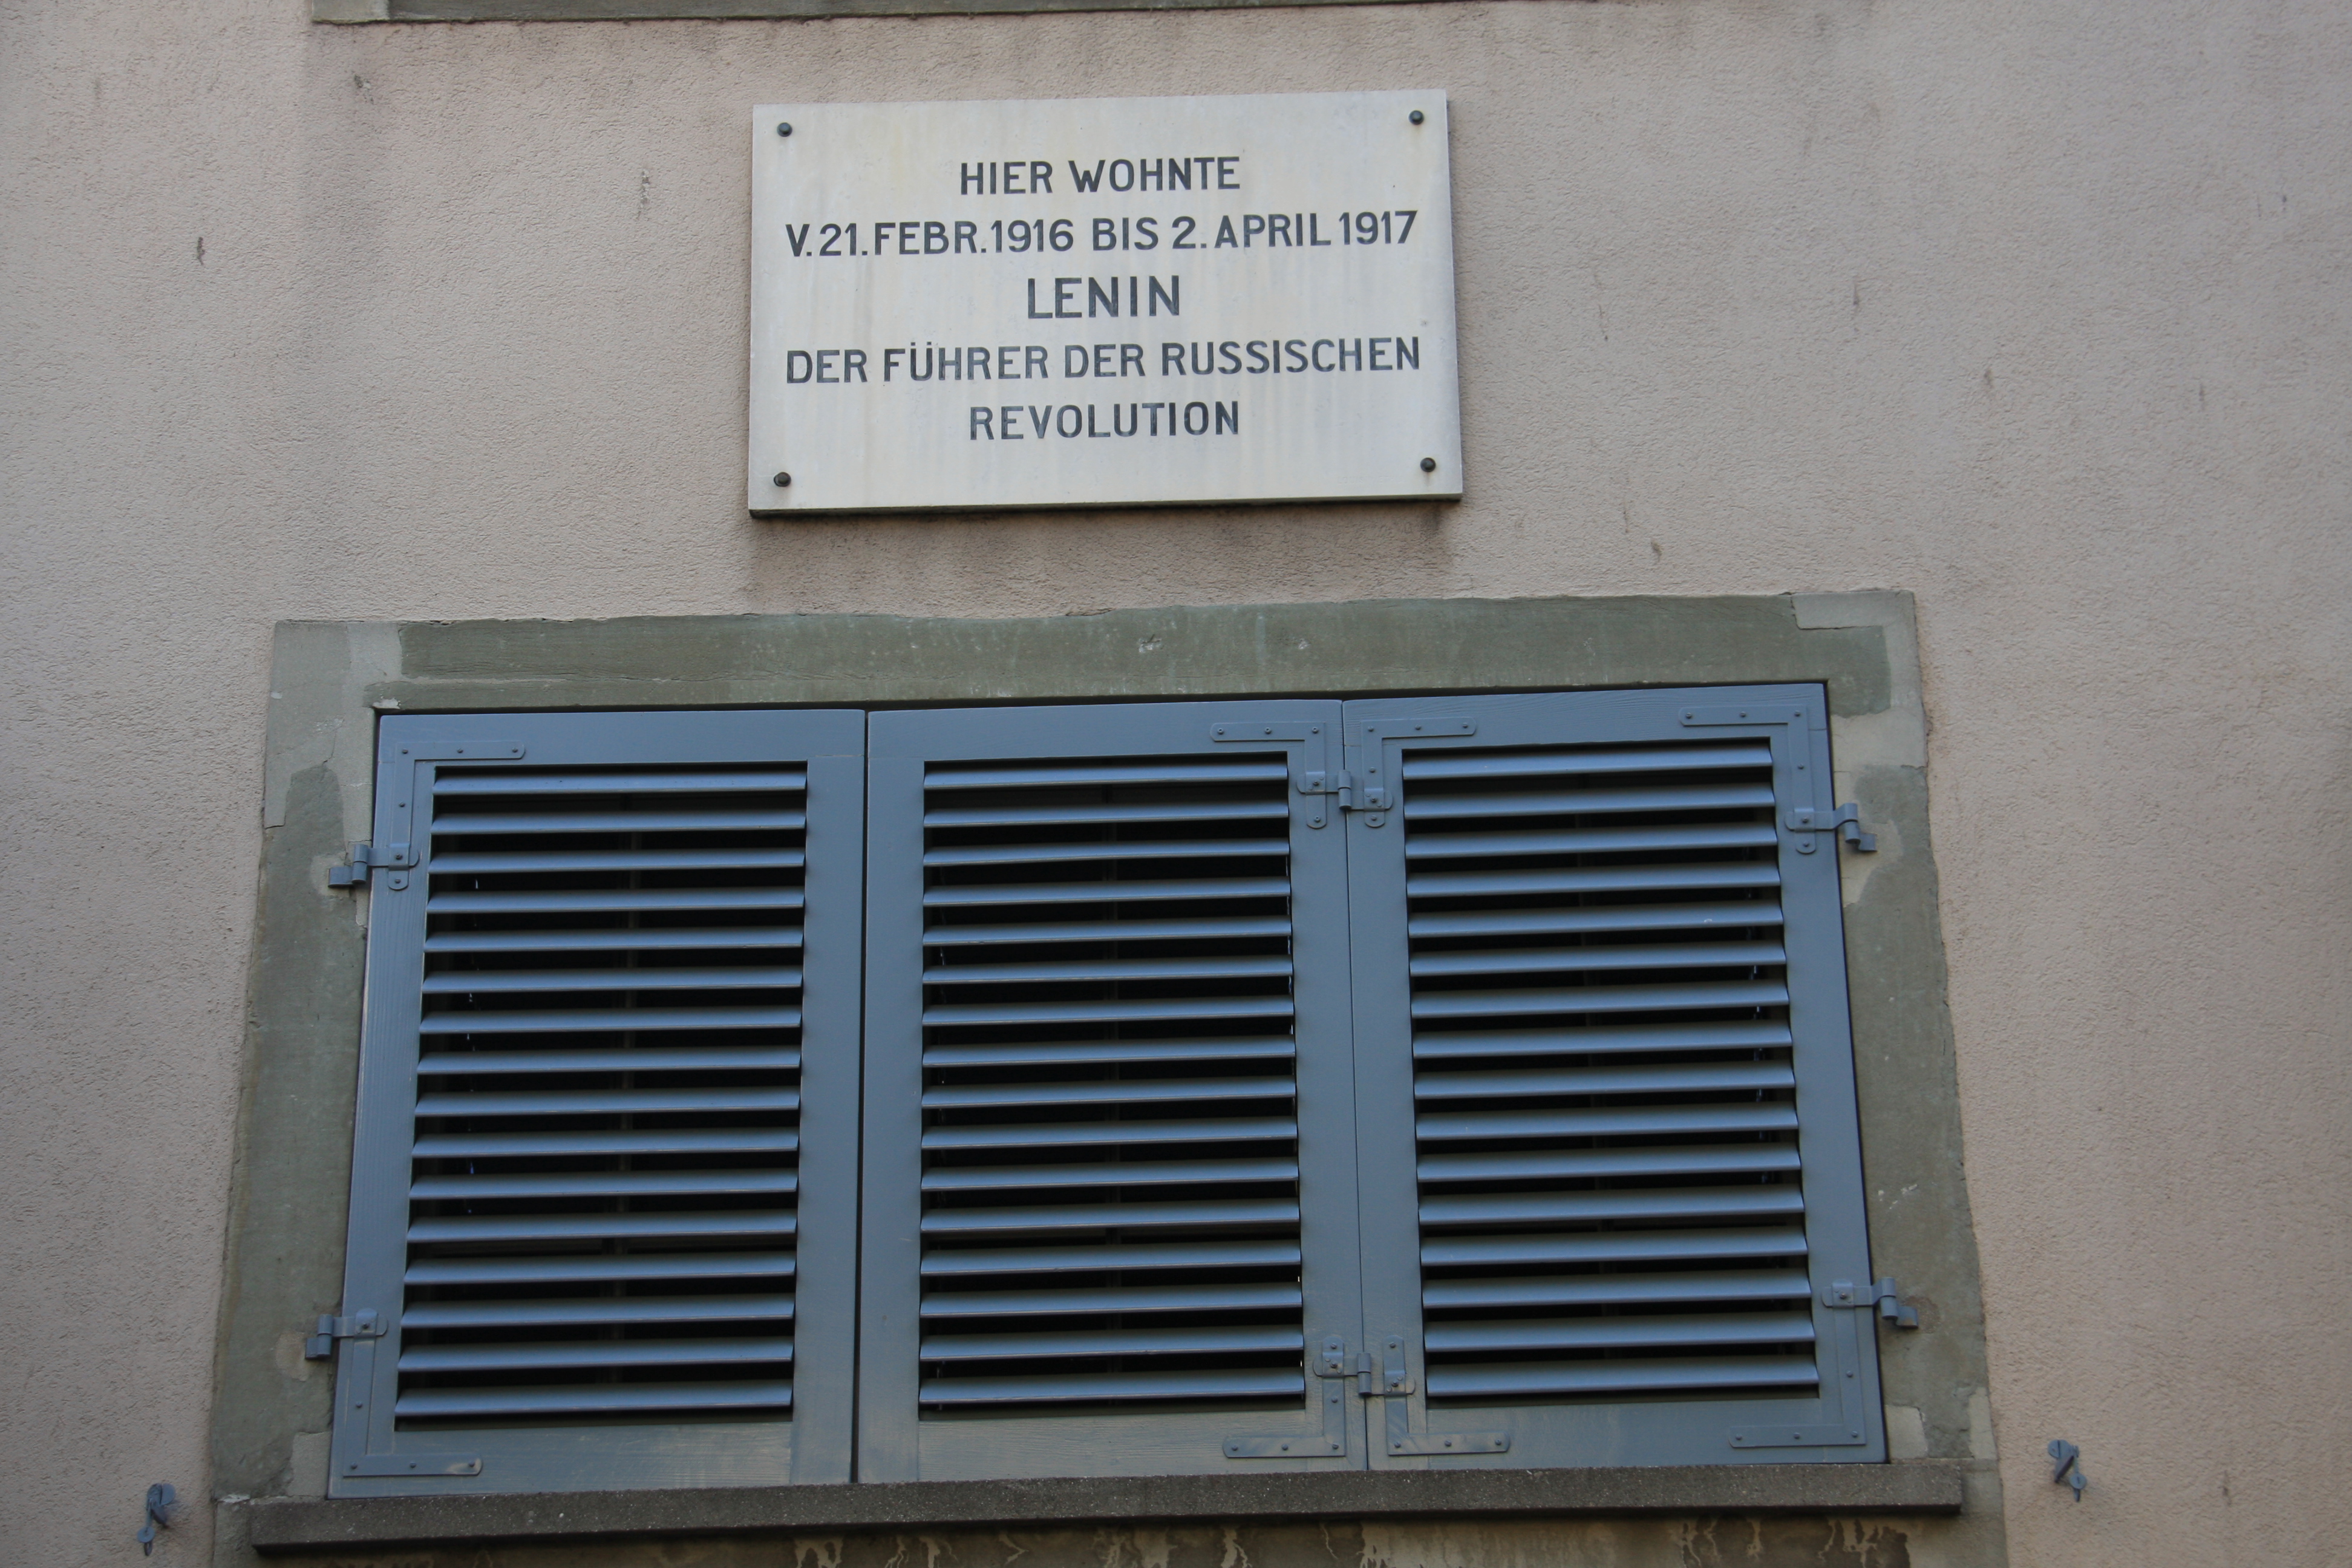 HIER WOHNTE
V. 21. FEBR. 1916 BIS 2. APRIL 1917
LENIN
DER FÜHRER DER RUSSISCHEN
REVOLUTION